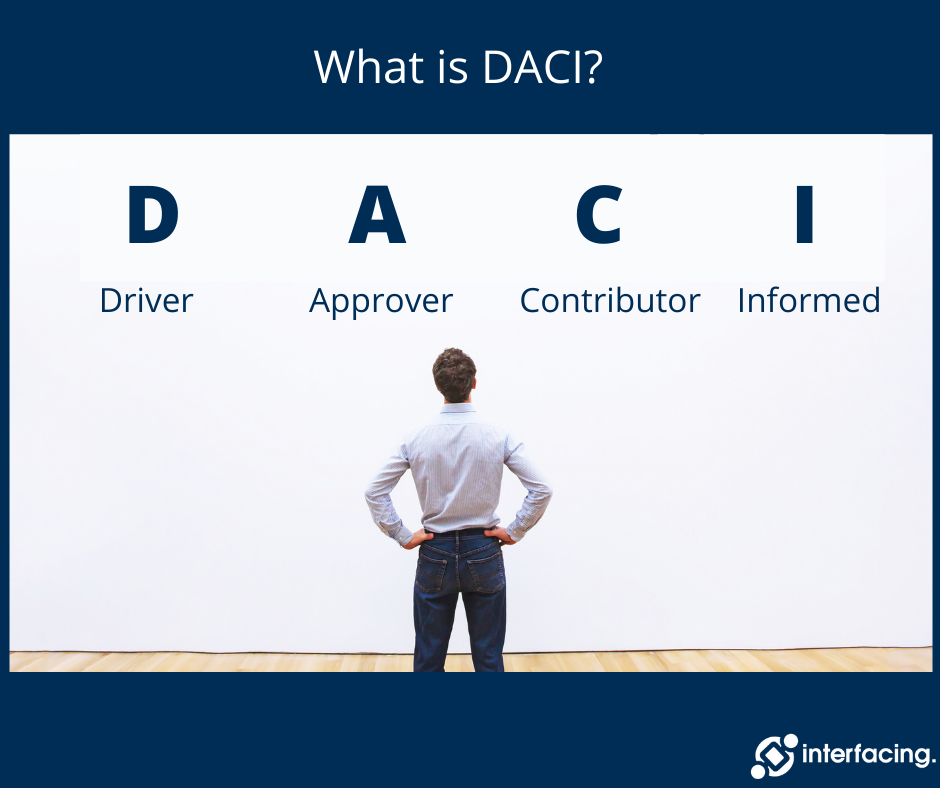 What is DACI?
D A C I
Driver Approver Contributor Informed
interfacing.